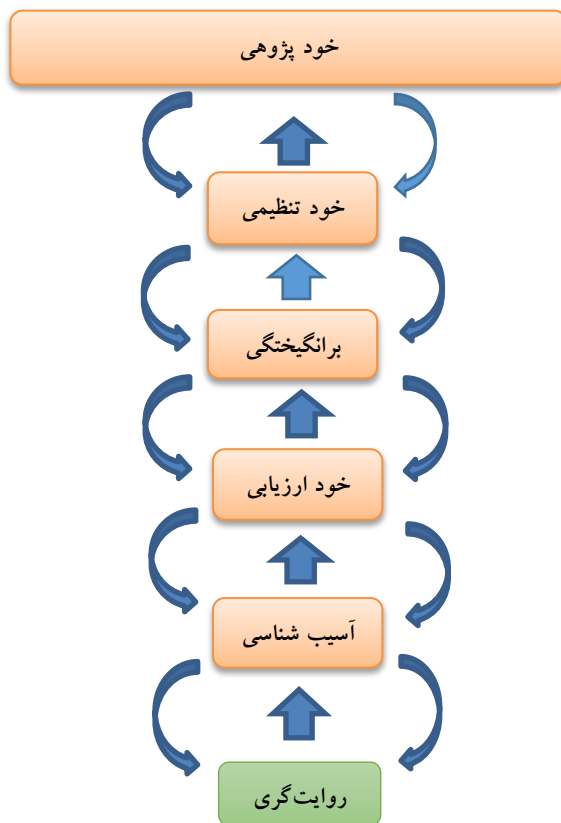 خود پژوهی
خود تنظیمی
برانگیختگی
خود ارزیابی
آسیب شناسی
روایت‌گری